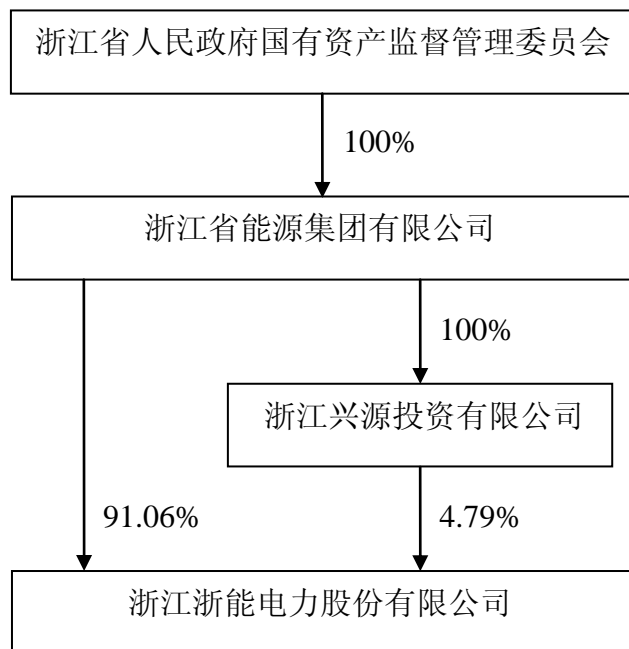 浙江省人民政府国有资产监督管理委员会
100%
浙江省能源集团有限公司
100%
浙江兴源投资有限公司
91.06%
4.79%
浙江浙能电力股份有限公司